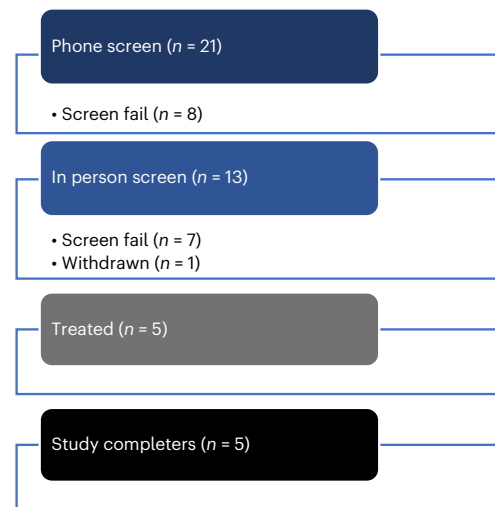 Phone screen (n = 21)
• Screen fail (n = 8)
In person screen (n = 13)
• Screen fail (n = 7)
• Withdrawn (n = 1)
Treated (n = 5)
Study completers (n = 5)